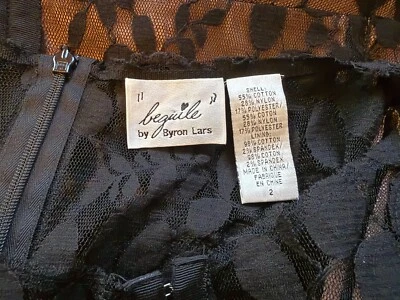 " beguile "
by Byron Lars
SHELL:
55% COTTON
28% NYLON
17% POLYESTER/
55% COTON
28% NYLON
17% POLYESTER
LINING:
98% COTTON
2% SPANDEX/
98% COTON
2% SPANDEX
MADE IN CHINA/
FABRIQUE
EN CHINE
2